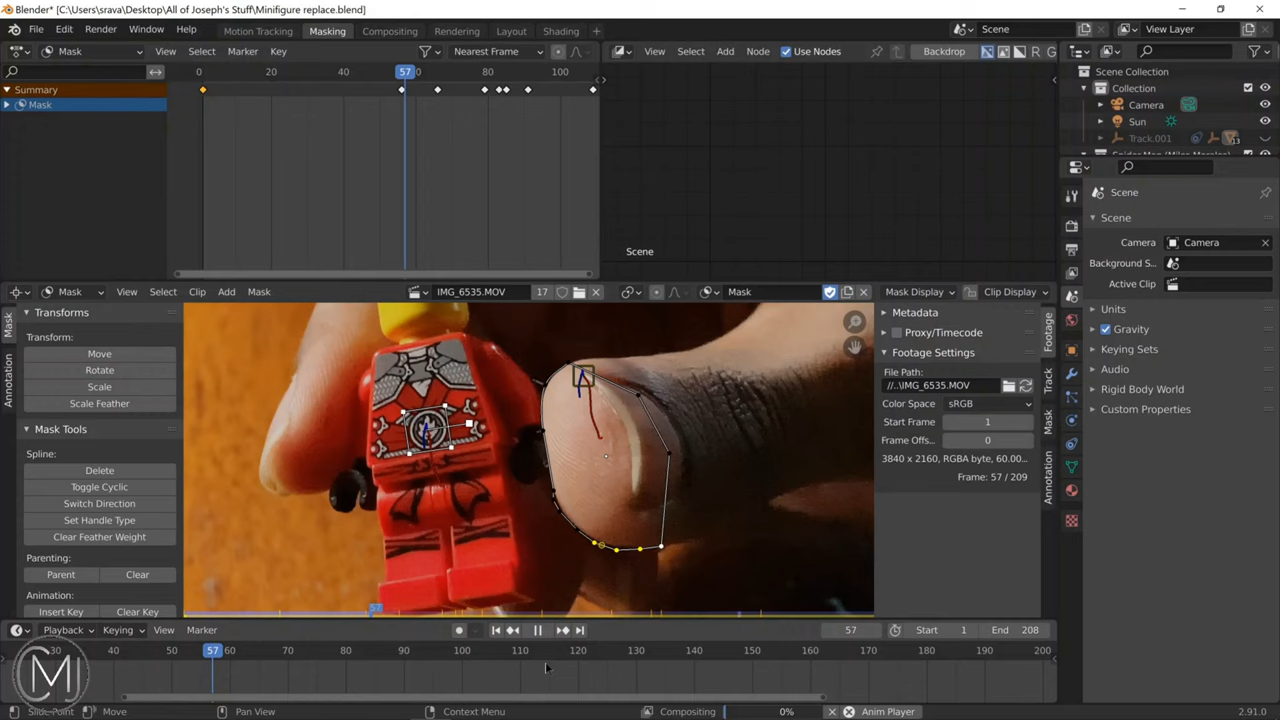 Blender* [C:\Users\srava\Desktop\All of Joseph's Stuff\Minifigure replace.blend]
File Edit Render Window Help Motion Tracking Masking Compositing Rendering Layout Shading + Scene View Layer
Mask View Select Marker Key Nearest Frame View Select Add Node Use Nodes Backdrop R G
0 20 40 57 60 80 100
Summary
Mask
Scene
Scene Collection
Collection
Camera
Sun
Track.001 13
Scene
Scene
Camera Camera
Background S...
Active Clip
Units
Gravity
Keying Sets
Audio
Rigid Body World
Custom Properties
Mask View Select Clip Add Mask IMG_6535.MOV 17 Mask Mask Display Clip Display
Mask
Annotation
Transforms
Transform:
Move
Rotate
Scale
Scale Feather
Mask Tools
Spline:
Delete
Toggle Cyclic
Switch Direction
Set Handle Type
Clear Feather Weight
Parenting:
Parent Clear
Animation:
Insert Key Clear Key
57
Metadata
Proxy/Timecode
Footage Settings
File Path:
//..\IMG_6535.MOV
Color Space sRGB
Start Frame 1
Frame Offs... 0
3840 x 2160, RGBA byte, 60.00...
Frame: 57 / 209
Footage
Track
Mask
Annotation
Playback Keying View Marker 57 Start 1 End 208
30 40 50 57 60 70 80 90 100 110 120 130 140 150 160 170 180 190 200
CMJ
Slide Point Move Pan View Context Menu Compositing 0% Anim Player 2.91.0